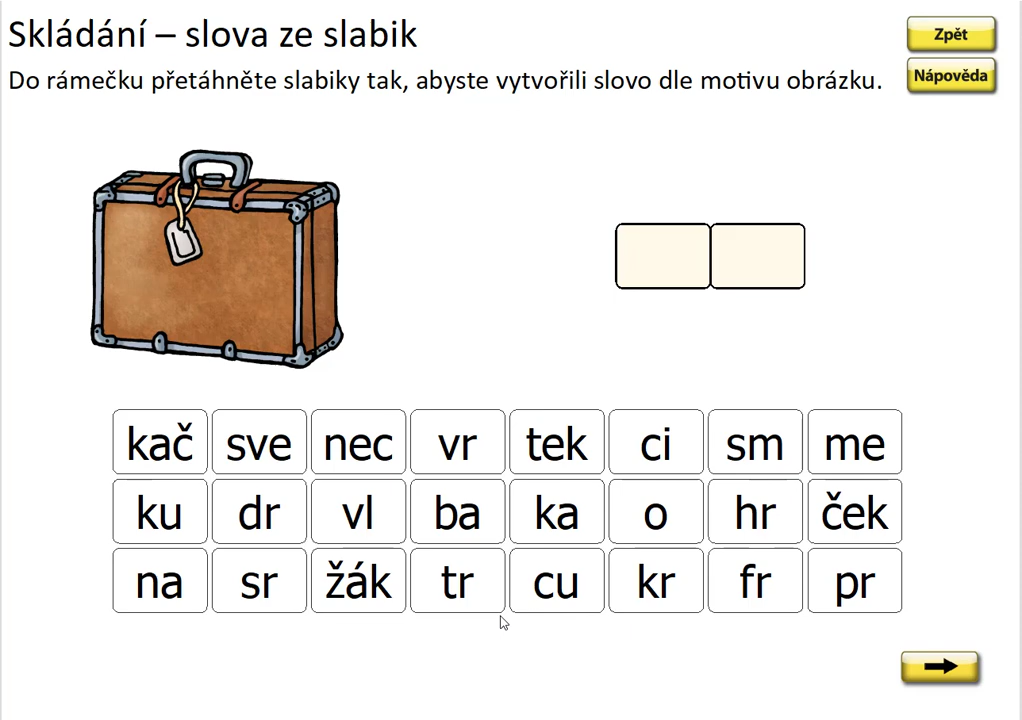 Skládání – slova ze slabik
Zpět
Do rámečku přetáhněte slabiky tak, abyste vytvořili slovo dle motivu obrázku.
Nápověda
kač sve nec vr tek ci sm me
ku dr vl ba ka o hr ček
na sr žák tr cu kr fr pr